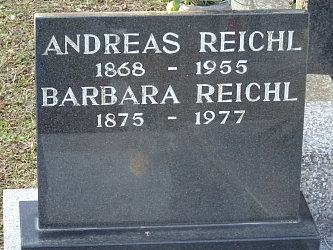 ANDREAS REICHL
1868 - 1955
BARBARA REICHL
1875 - 1977